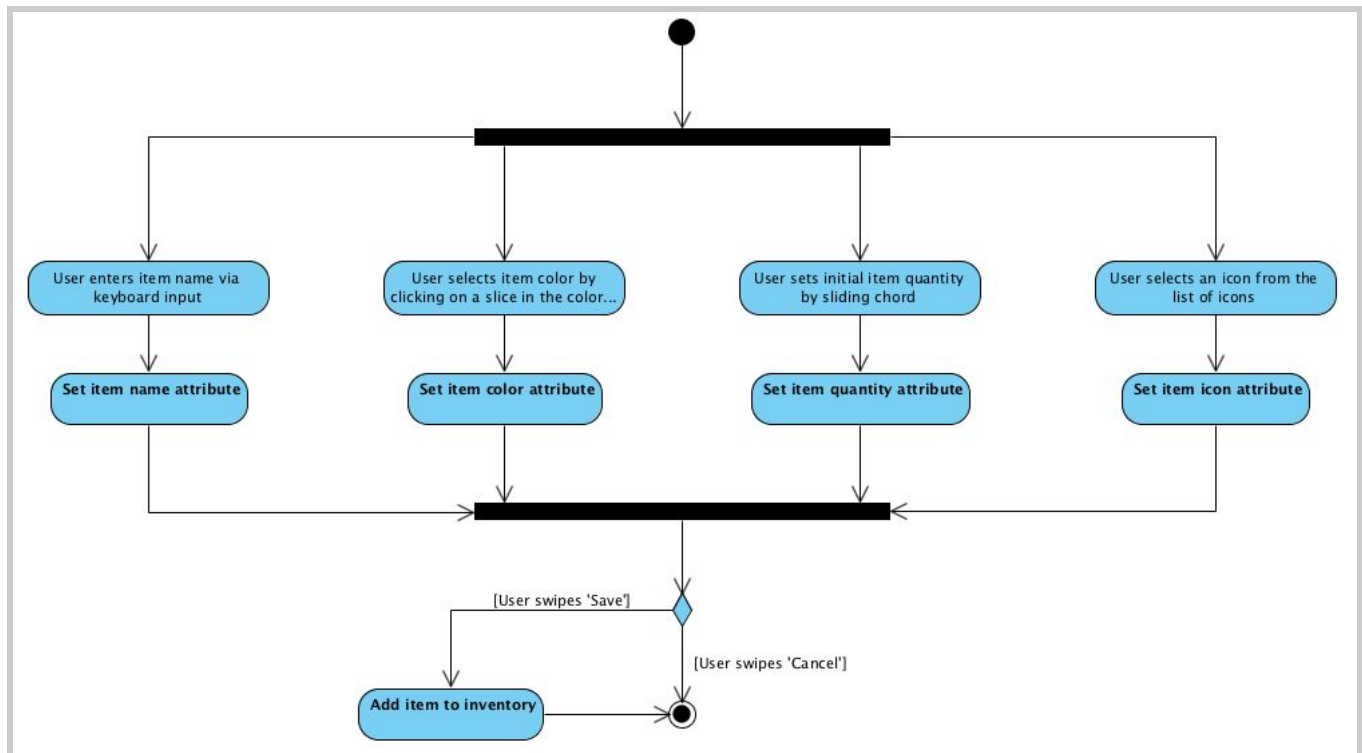 User enters item name via
keyboard input
User selects item color by
clicking on a slice in the color...
User sets initial item quantity
by sliding chord
User selects an icon from the
list of icons
Set item name attribute
Set item color attribute
Set item quantity attribute
Set item icon attribute
[User swipes 'Save']
[User swipes 'Cancel']
Add item to inventory